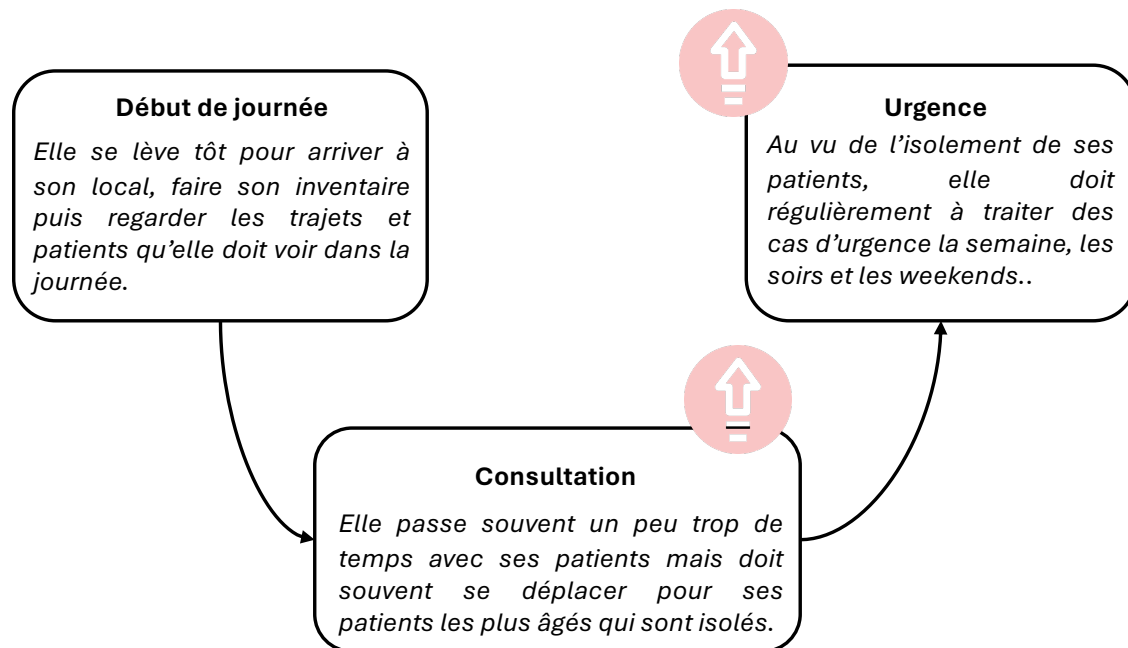 Début de journée
Elle se lève tôt pour arriver à
son local, faire son inventaire
puis regarder les trajets et
patients qu’elle doit voir dans la
journée.
Consultation
Elle passe souvent un peu trop de
temps avec ses patients mais doit
souvent se déplacer pour ses
patients les plus âgés qui sont isolés.
Urgence
Au vu de l’isolement de ses
patients, elle doit
régulièrement à traiter des
cas d’urgence la semaine, les
soirs et les weekends..